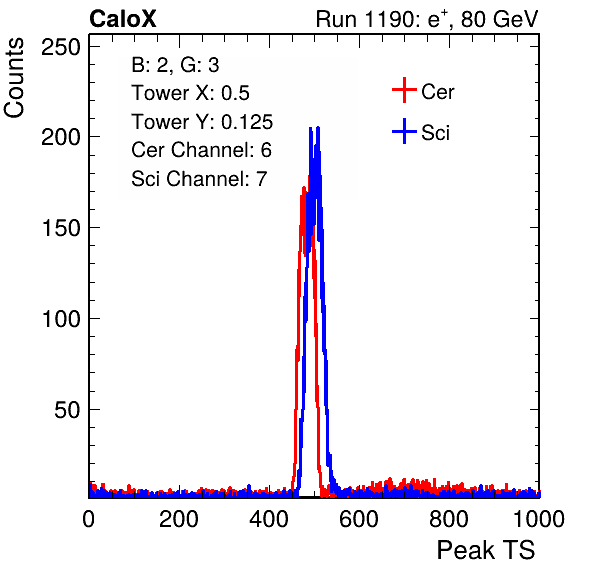 CaloX Run 1190: e⁺, 80 GeV
B: 2, G: 3
Tower X: 0.5
Tower Y: 0.125
Cer Channel: 6
Sci Channel: 7
Cer
Sci
Counts
250
200
150
100
50
0 200 400 600 800 1000
Peak TS